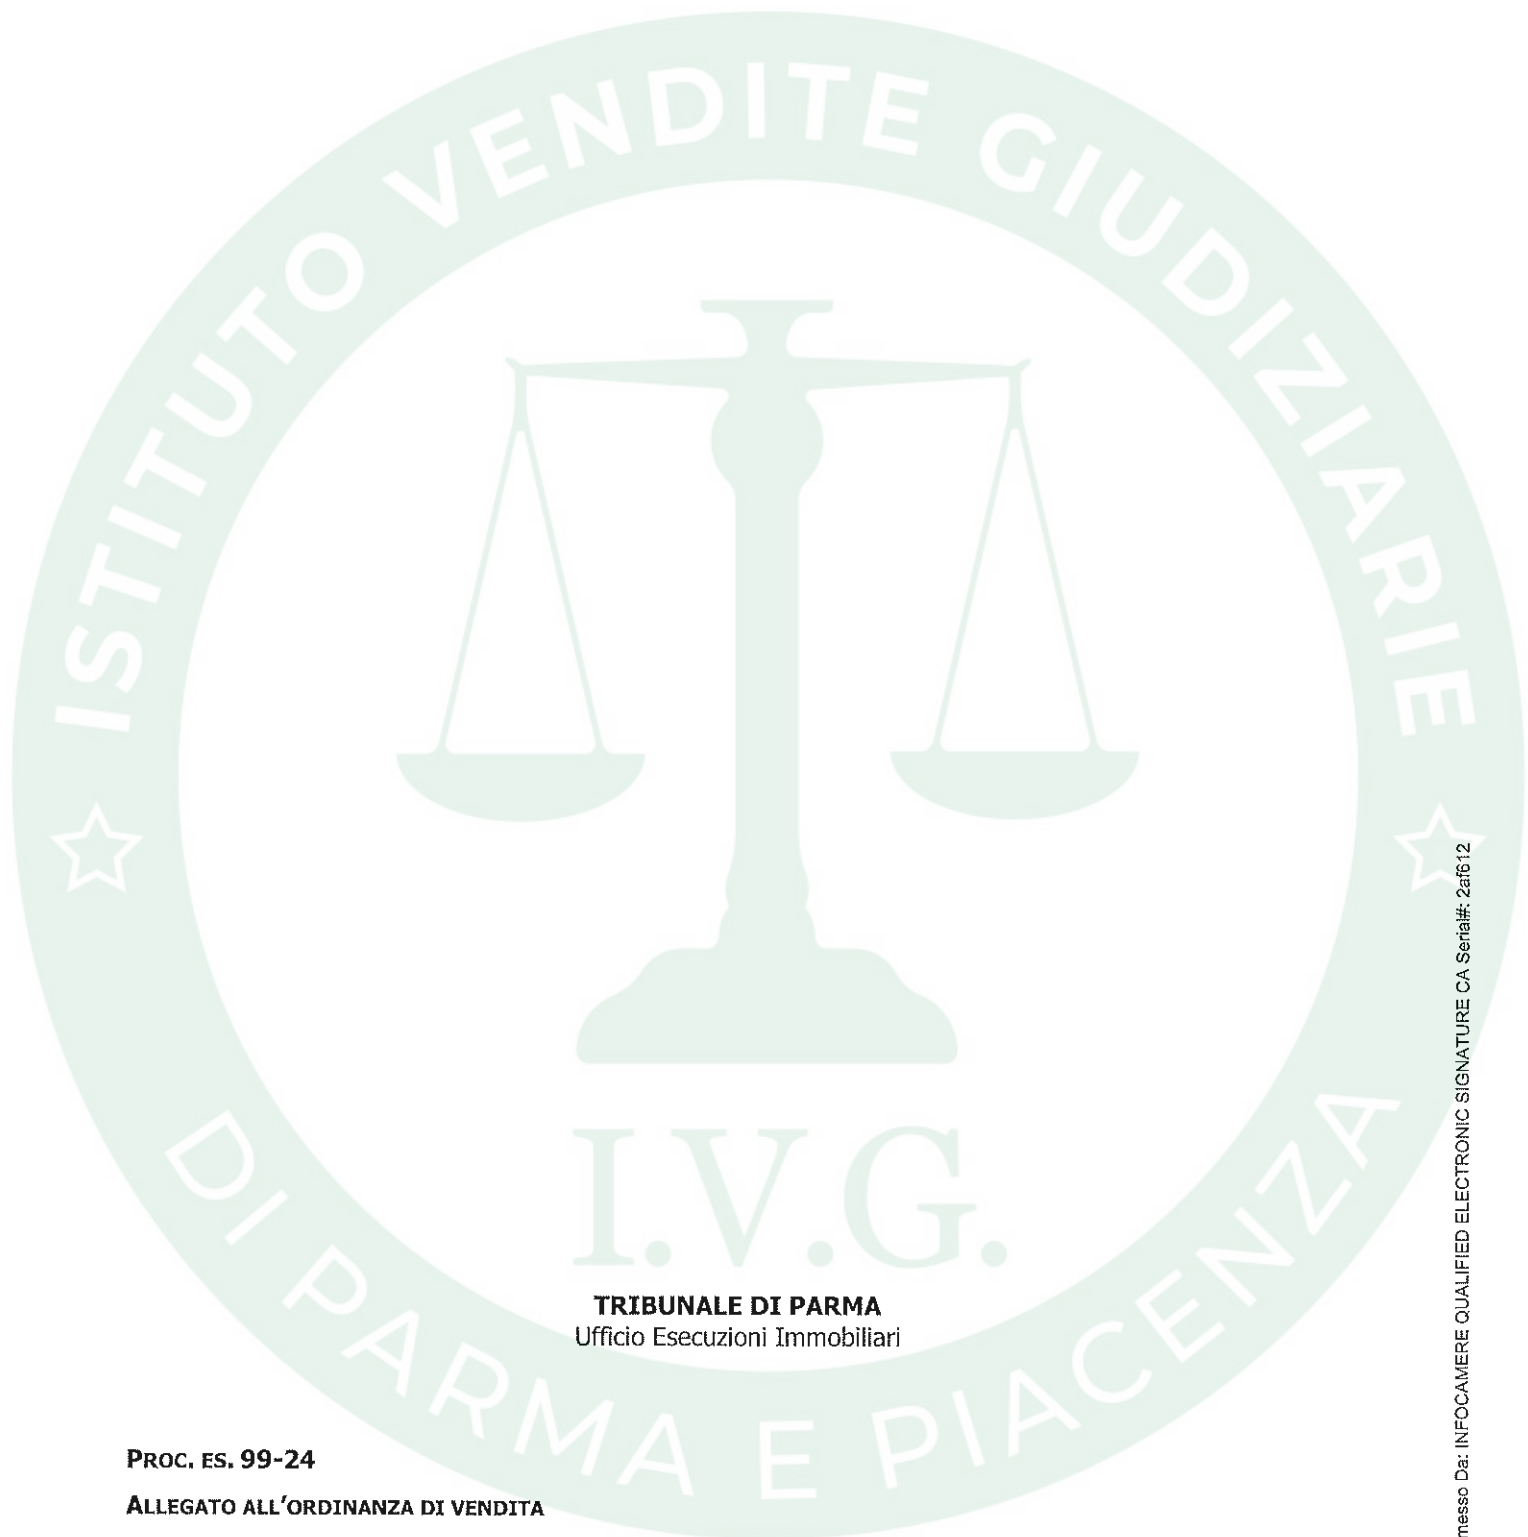 ISTITUTO VENDITE GIUDIZIARIE
I.V.G.
DI PARMA E PIACENZA
TRIBUNALE DI PARMA
Ufficio Esecuzioni Immobiliari
PROC. ES. 99-24
ALLEGATO ALL'ORDINANZA DI VENDITA
messo Da: INFOCAMERE QUALIFIED ELECTRONIC SIGNATURE CA Serial#: 2af612